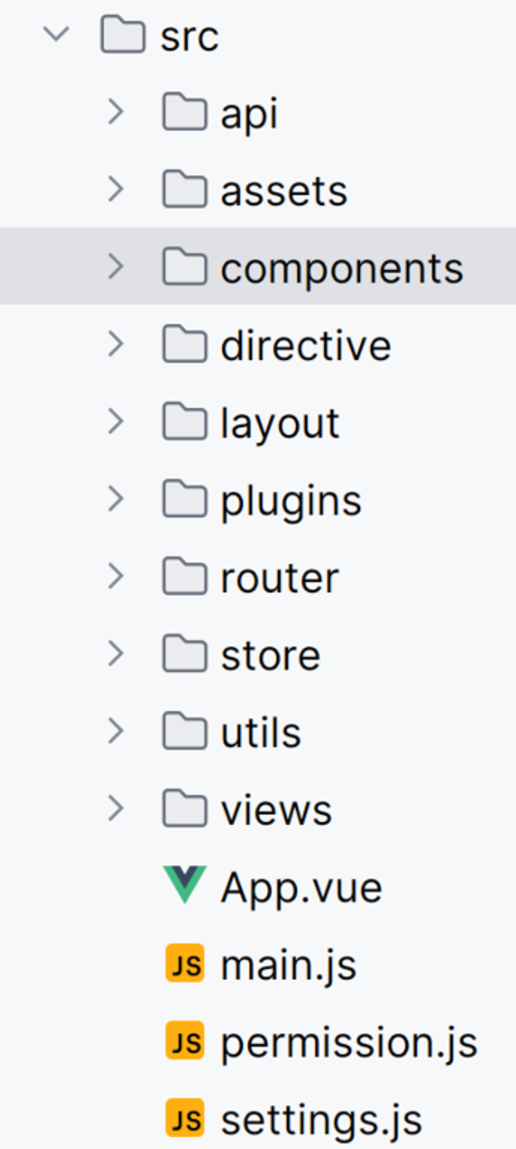 src
api
assets
components
directive
layout
plugins
router
store
utils
views
App.vue
JS main.js
JS permission.js
JS settings.js